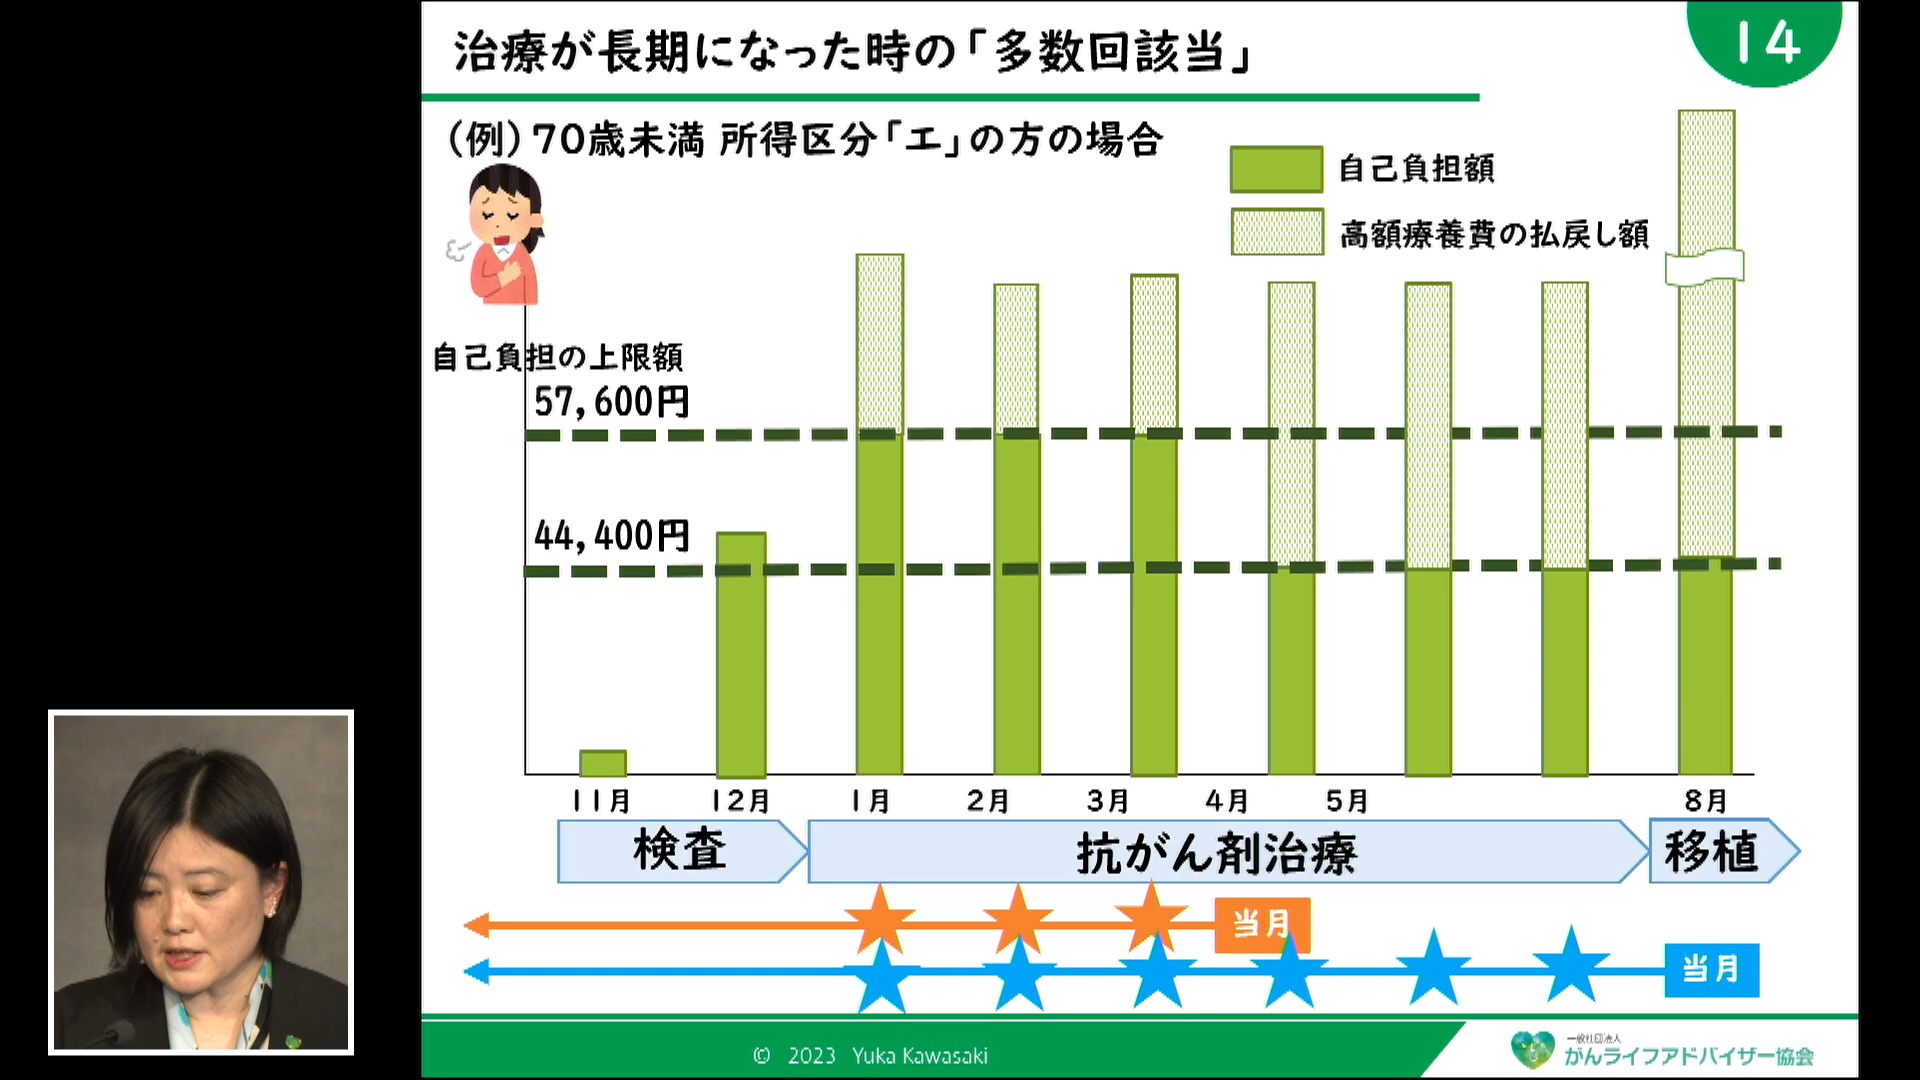 治療が長期になった時の「多数回該当」
14
(例)70歳未満 所得区分「エ」の方の場合
自己負担額
高額療養費の払戻し額
自己負担の上限額
57,600円
44,400円
11月 12月 1月 2月 3月 4月 5月 8月
検査 抗がん剤治療 移植
当月
当月
© 2023 Yuka Kawasaki
一般社団法人
がんライフアドバイザー協会